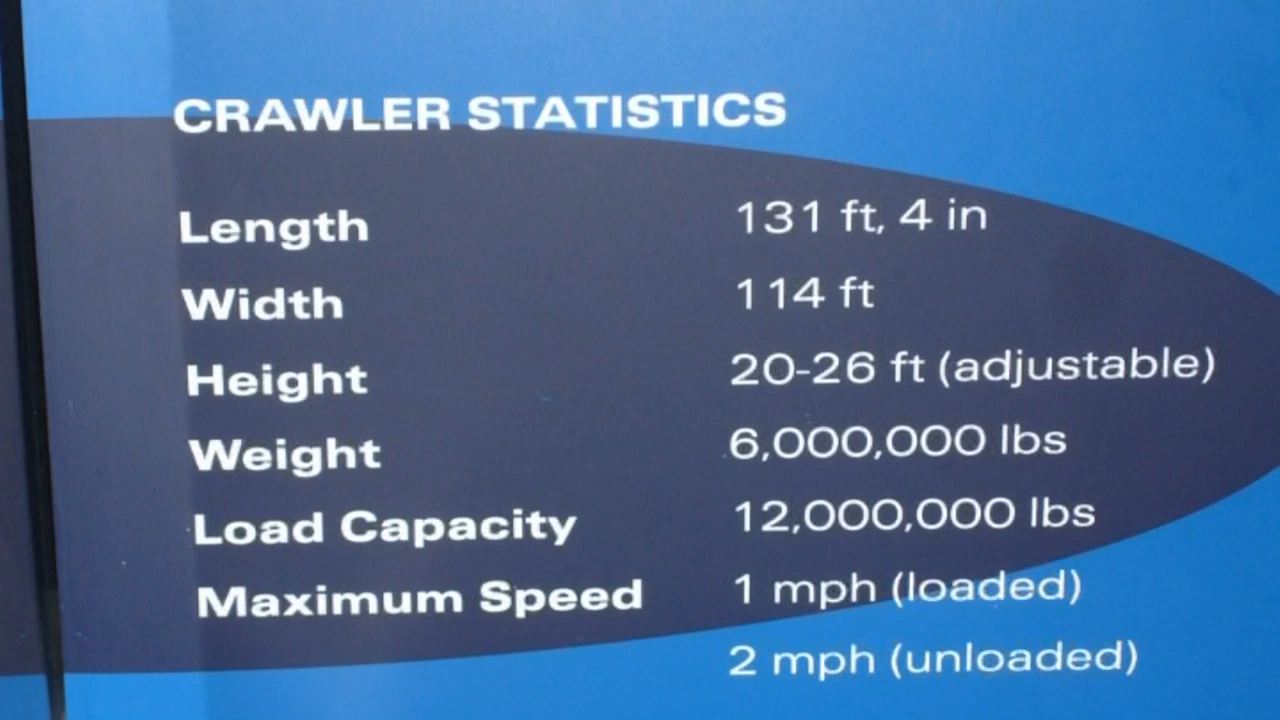 CRAWLER STATISTICS
Length 131 ft, 4 in
Width 114 ft
Height 20-26 ft (adjustable)
Weight 6,000,000 lbs
Load Capacity 12,000,000 lbs
Maximum Speed 1 mph (loaded)
2 mph (unloaded)